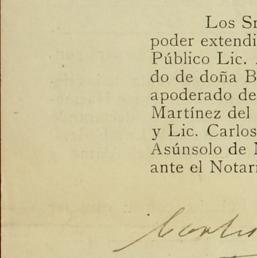 Los Sr
poder extendi
Público Lic.
do de doña B
apoderado de
Martínez del
y Lic. Carlos
Asúnsolo de
ante el Notari